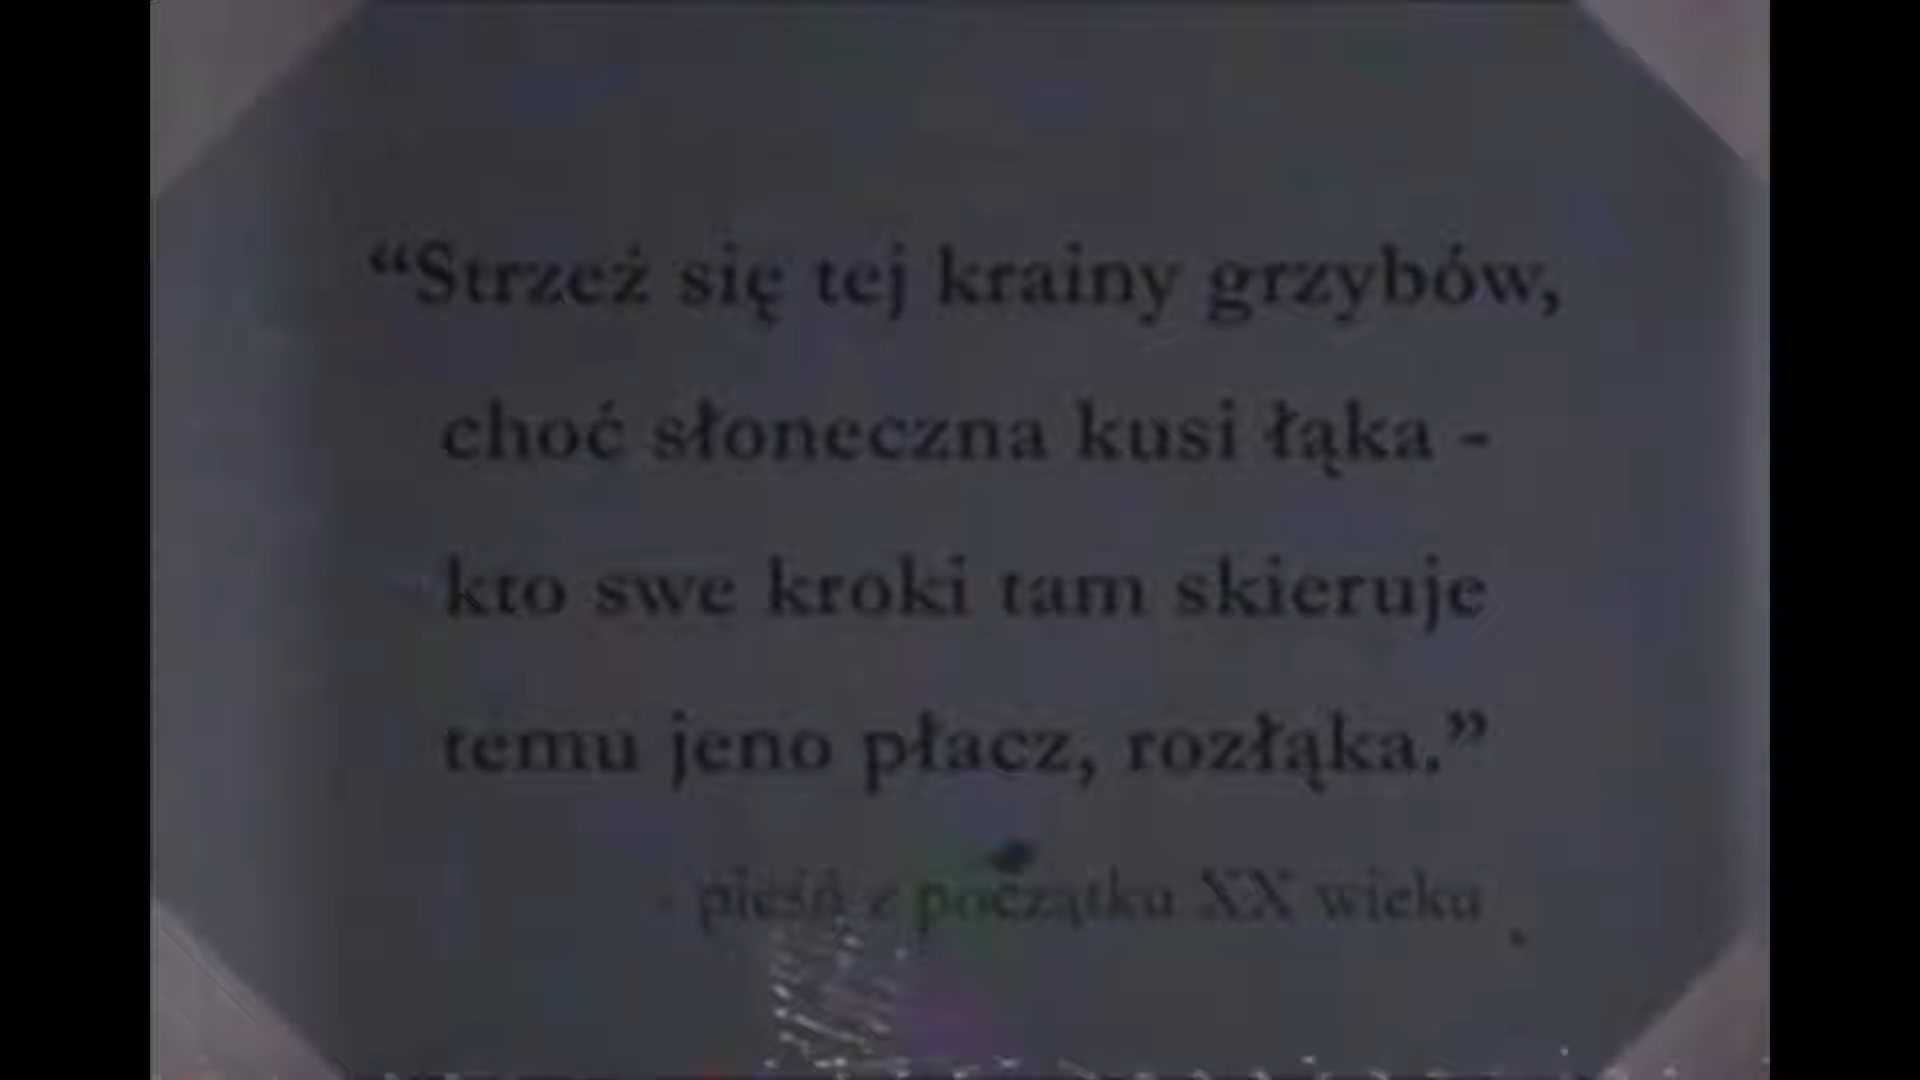 “Strzeż się tej krainy grzybów,
choć słoneczna kusi łąka -
kto swe kroki tam skieruje
temu jeno płacz, rozłąka.”
- pieśń z początku XX wieku